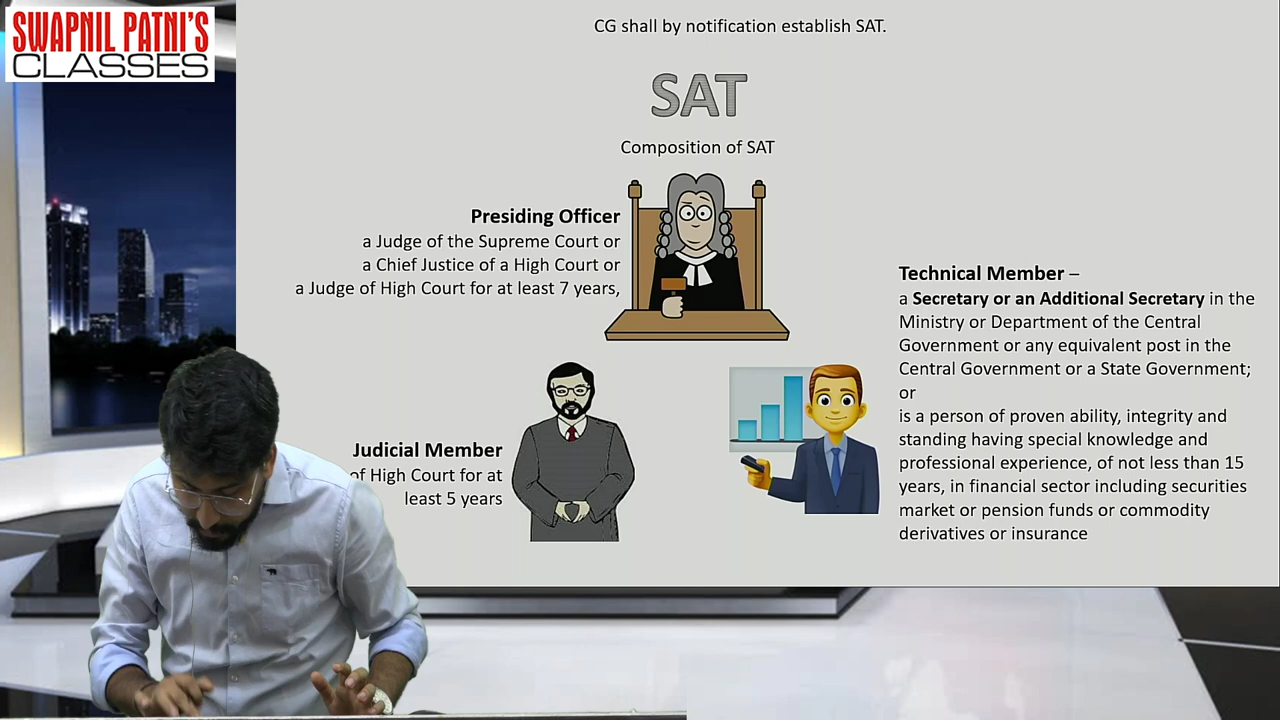 SWAPNIL PATNI'S
CLASSES
CG shall by notification establish SAT.
SAT
Composition of SAT
Presiding Officer
a Judge of the Supreme Court or
a Chief Justice of a High Court or
a Judge of High Court for at least 7 years,
Judicial Member
of High Court for at
least 5 years
Technical Member –
a Secretary or an Additional Secretary in the
Ministry or Department of the Central
Government or any equivalent post in the
Central Government or a State Government;
or
is a person of proven ability, integrity and
standing having special knowledge and
professional experience, of not less than 15
years, in financial sector including securities
market or pension funds or commodity
derivatives or insurance